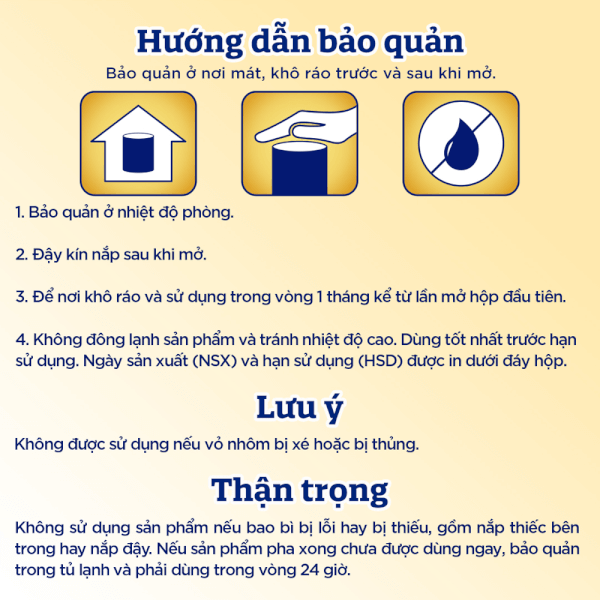 Hướng dẫn bảo quản
Bảo quản ở nơi mát, khô ráo trước và sau khi mở.
1. Bảo quản ở nhiệt độ phòng.
2. Đậy kín nắp sau khi mở.
3. Để nơi khô ráo và sử dụng trong vòng 1 tháng kể từ lần mở hộp đầu tiên.
4. Không đông lạnh sản phẩm và tránh nhiệt độ cao. Dùng tốt nhất trước hạn
sử dụng. Ngày sản xuất (NSX) và hạn sử dụng (HSD) được in dưới đáy hộp.
Lưu ý
Không được sử dụng nếu vỏ nhôm bị xé hoặc bị thủng.
Thận trọng
Không sử dụng sản phẩm nếu bao bì bị lỗi hay bị thiếu, gồm nắp thiếc bên
trong hay nắp đậy. Nếu sản phẩm pha xong chưa được dùng ngay, bảo quản
trong tủ lạnh và phải dùng trong vòng 24 giờ.